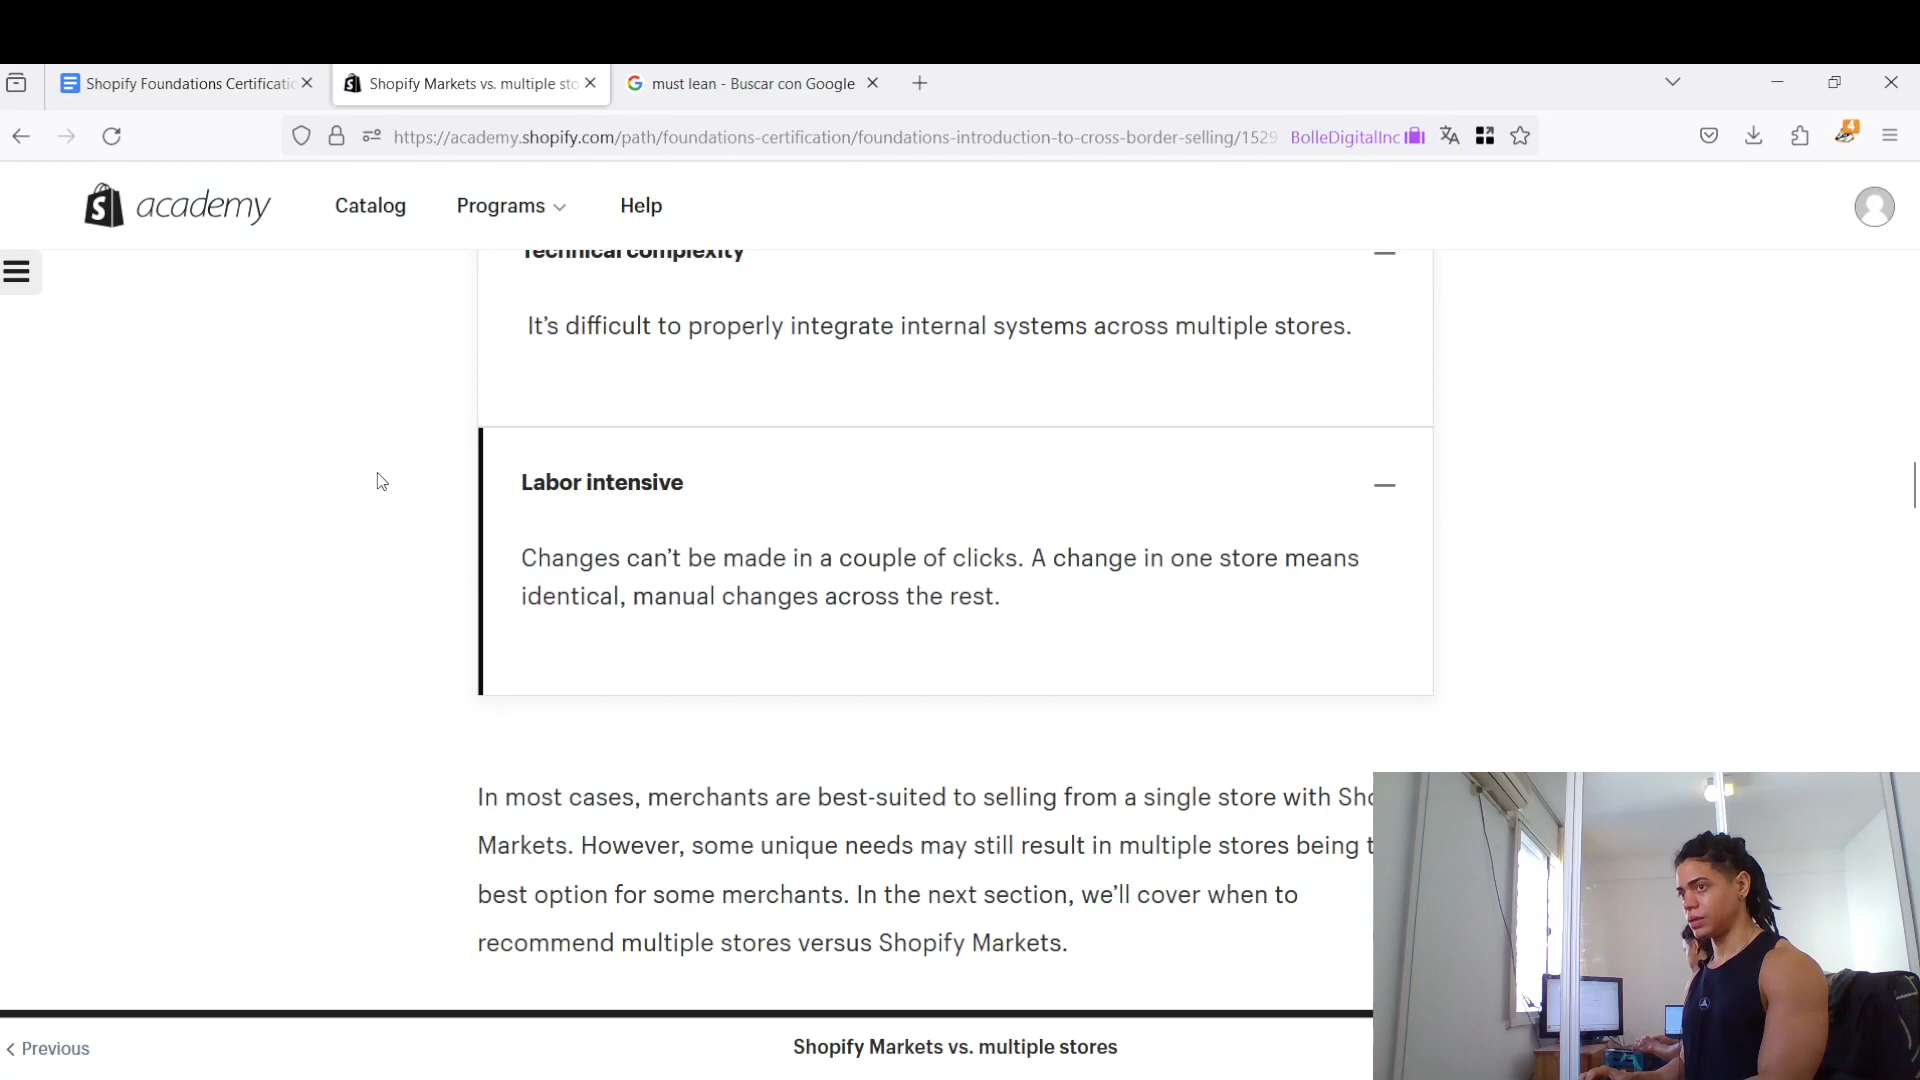 Shopify Foundations Certificatic
Shopify Markets vs. multiple sto
must lean - Buscar con Google
https://academy.shopify.com/path/foundations-certification/foundations-introduction-to-cross-border-selling/1529
BolleDigitalInc
4
academy
Catalog
Programs
Help
Technical complexity
It’s difficult to properly integrate internal systems across multiple stores.
Labor intensive
Changes can’t be made in a couple of clicks. A change in one store means
identical, manual changes across the rest.
In most cases, merchants are best-suited to selling from a single store with Sho
Markets. However, some unique needs may still result in multiple stores being t
best option for some merchants. In the next section, we’ll cover when to
recommend multiple stores versus Shopify Markets.
Previous
Shopify Markets vs. multiple stores